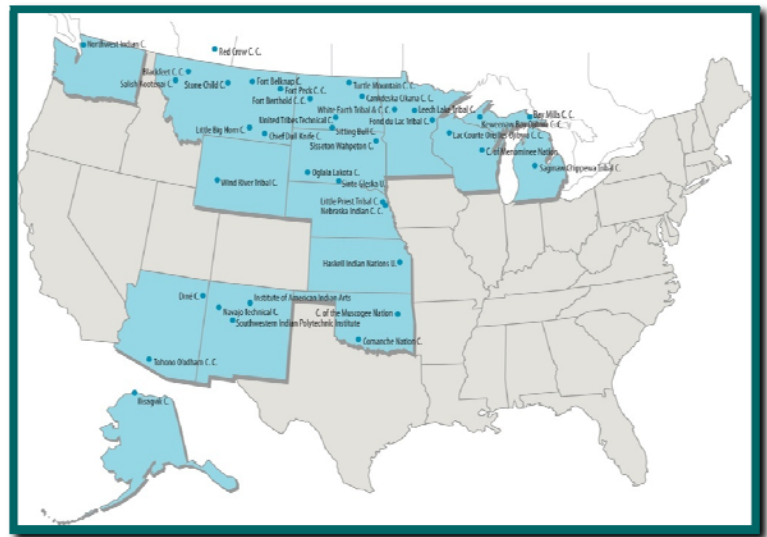 Northwest Indian C.
Red Crow C. C.
Blackfeet C. C.
Salish Kootenai C.
Stone Child C.
Fort Belknap C.
Fort Peck C. C.
Fort Berthold C. C.
Turtle Mountain C. C.
Cankdeska Cikana C. C.
White Earth Tribal & C. C.
Leech Lake Tribal C.
United Tribes Technical C.
Fond du Lac Tribal C.
Bay Mills C. C.
Keweenaw Bay Ojibwa C. C.
Little Big Horn C.
Chief Dull Knife C.
Sitting Bull C.
Lac Courte Oreilles Ojibwa C. C.
Sisseton Wahpeton C.
C. of Menominee Nation
Saginaw Chippewa Tribal C.
Wind River Tribal C.
Oglala Lakota C.
Sinte Gleska U.
Little Priest Tribal C.
Nebraska Indian C. C.
Haskell Indian Nations U.
Diné C.
Institute of American Indian Arts
Navajo Technical C.
Southwestern Indian Polytechnic Institute
C. of the Muscogee Nation
Comanche Nation C.
Tohono O'odham C. C.
Ilisagvik C.